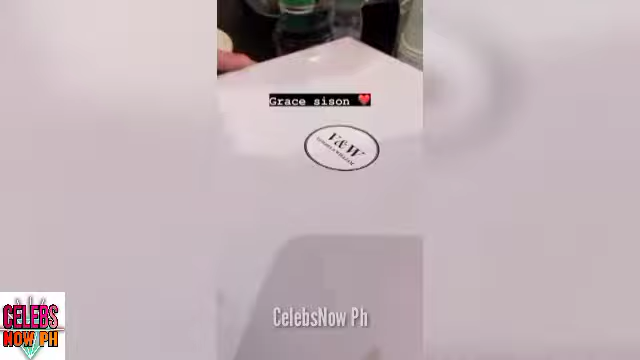 Grace sison ❤️
V&W
CelebsNow Ph
CELEBS
NOW PH